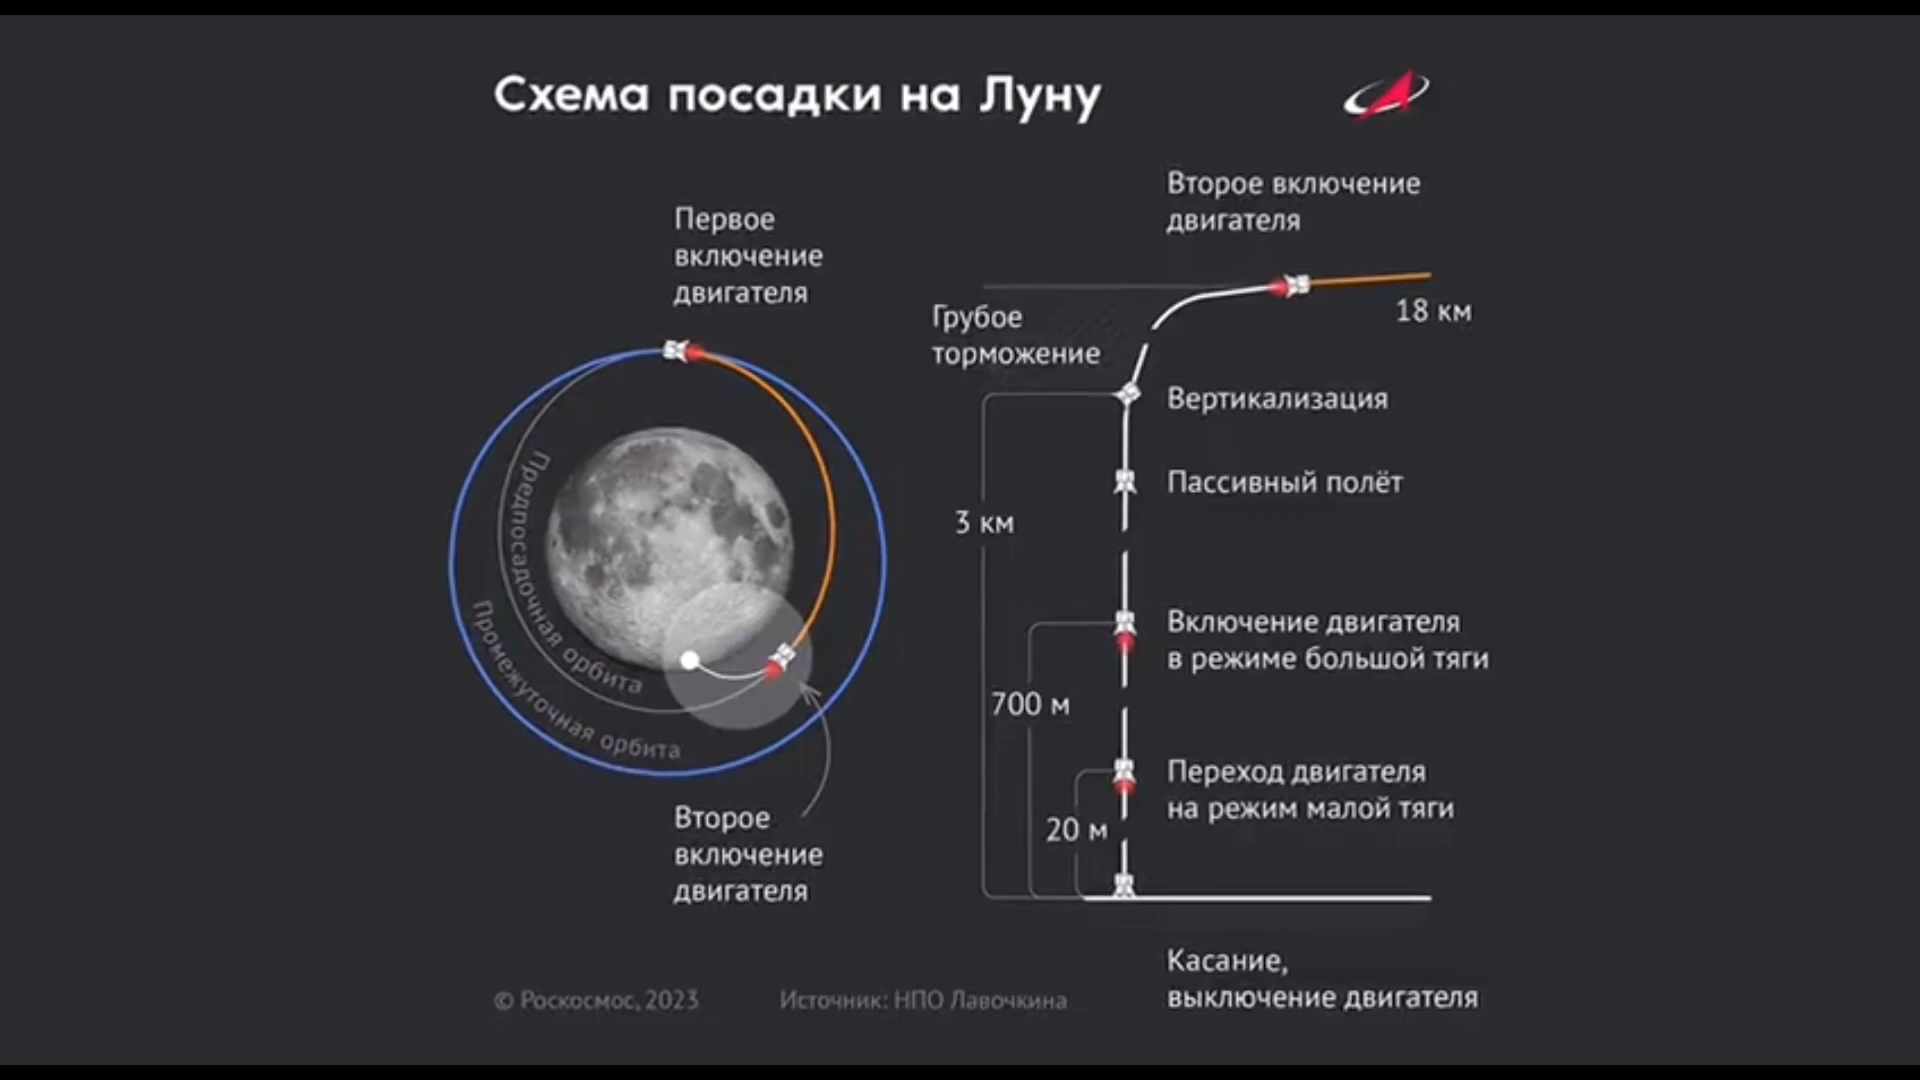 Схема посадки на Луну
Первое
включение
двигателя
Предпосадочная орбита
Промежуточная орбита
Второе
включение
двигателя
Второе включение
двигателя
18 км
Грубое
торможение
Вертикализация
Пассивный полёт
3 км
Включение двигателя
в режиме большой тяги
700 м
Переход двигателя
на режим малой тяги
20 м
Касание,
выключение двигателя
© Роскосмос, 2023
Источник: НПО Лавочкина